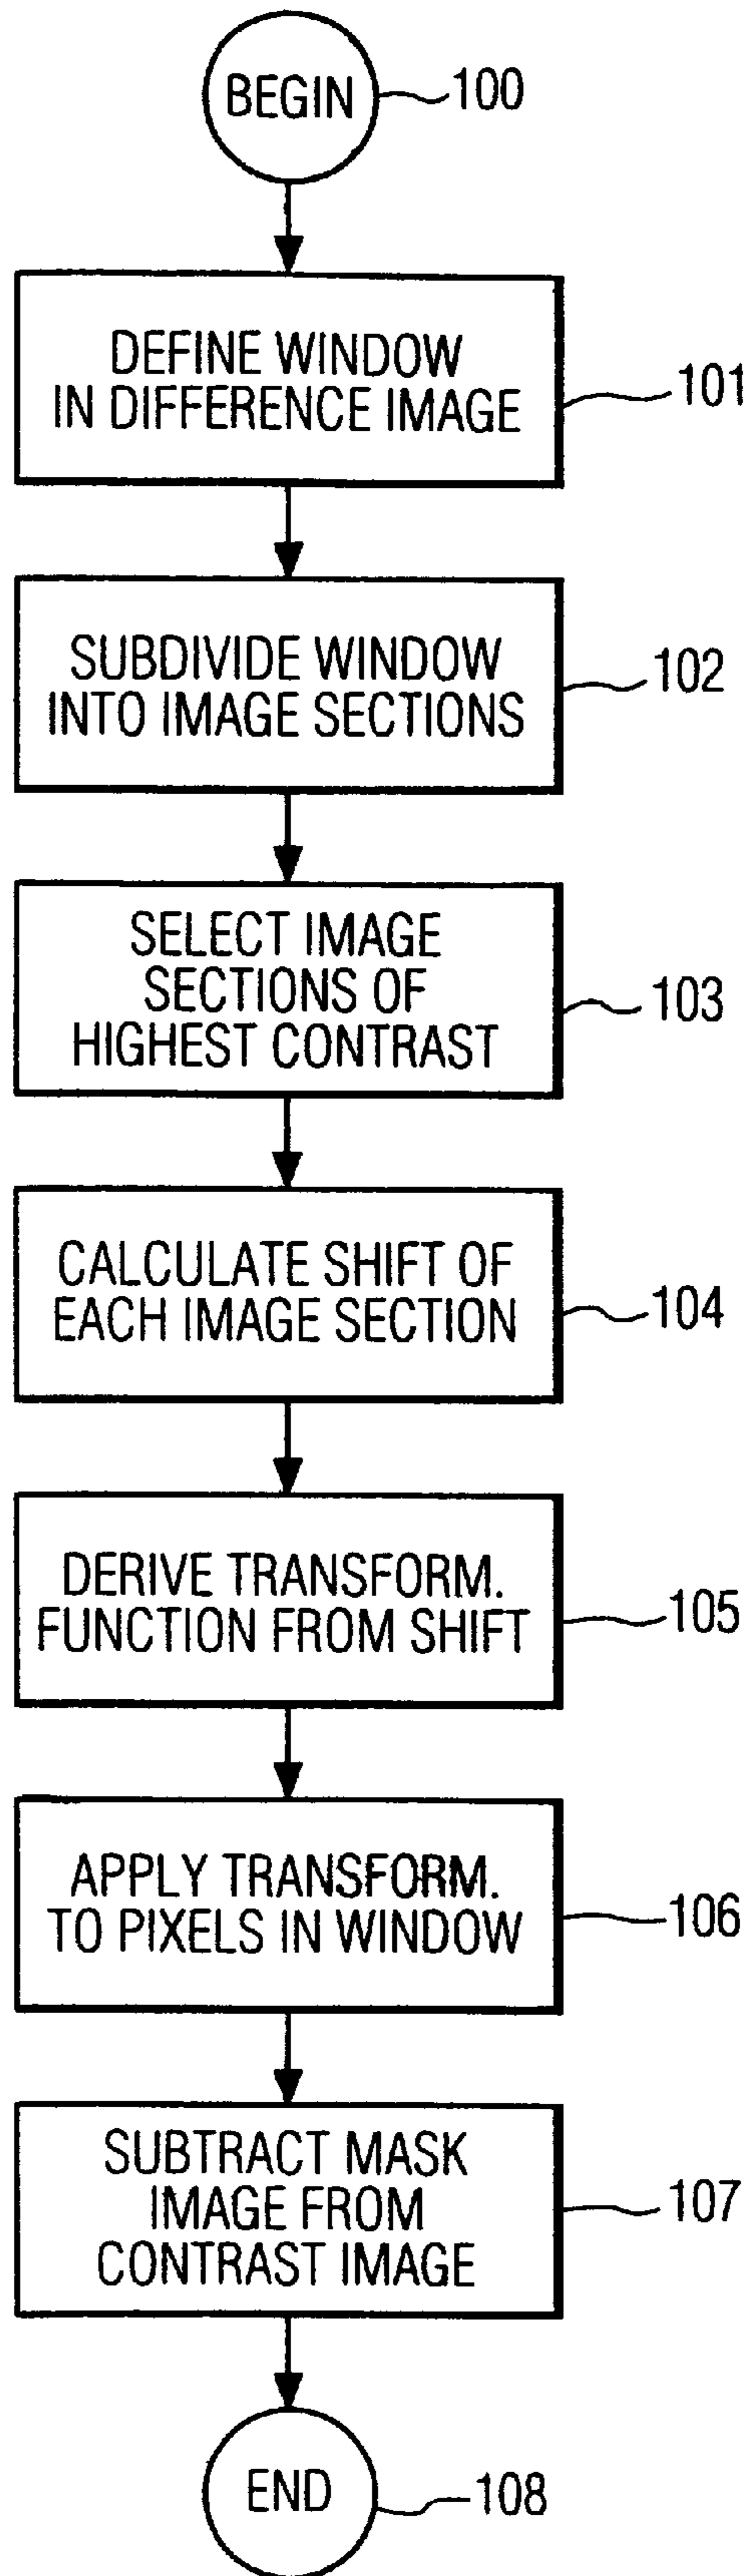 BEGIN
100
DEFINE WINDOW
IN DIFFERENCE IMAGE
101
SUBDIVIDE WINDOW
INTO IMAGE SECTIONS
102
SELECT IMAGE
SECTIONS OF
HIGHEST CONTRAST
103
CALCULATE SHIFT OF
EACH IMAGE SECTION
104
DERIVE TRANSFORM.
FUNCTION FROM SHIFT
105
APPLY TRANSFORM.
TO PIXELS IN WINDOW
106
SUBTRACT MASK
IMAGE FROM
CONTRAST IMAGE
107
END
108